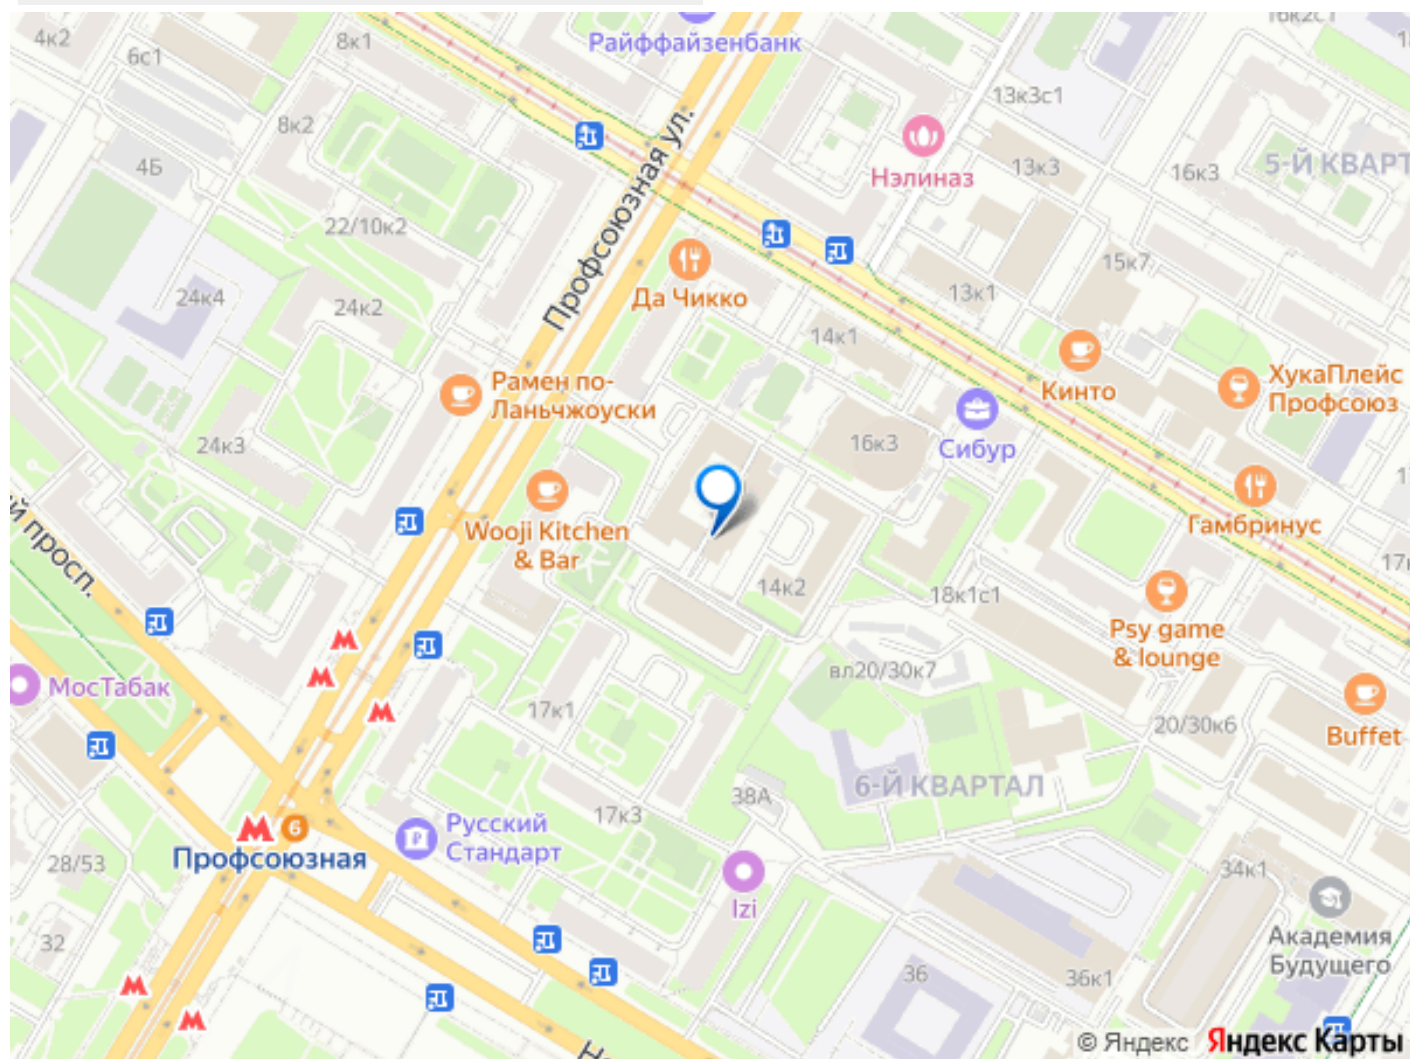 4к2
6с1
8к1
Райффайзенбанк
8к2
4Б
13к3с1
Нэлиназ
13к3
16к3
5-Й КВАРТ
22/10к2
Профсоюзная ул.
24к4
24к2
Да Чикко
13к1
15к7
14к1
Кинто
ХукаПлейс
Профсоюз
Рамен по-
Ланьчжоуски
24к3
16к3
Сибур
Гамбринус
Wooji Kitchen
& Bar
й просп.
14к2
18к1с1
Psy game
& lounge
вл20/30к7
МосТабак
17к1
20/30к6
Buffet
6-Й КВАРТАЛ
38А
17к3
Русский
Стандарт
6
Профсоюзная
28/53
Izi
34к1
Академия
Будущего
32
36
36к1
© Яндекс Яндекс Карты